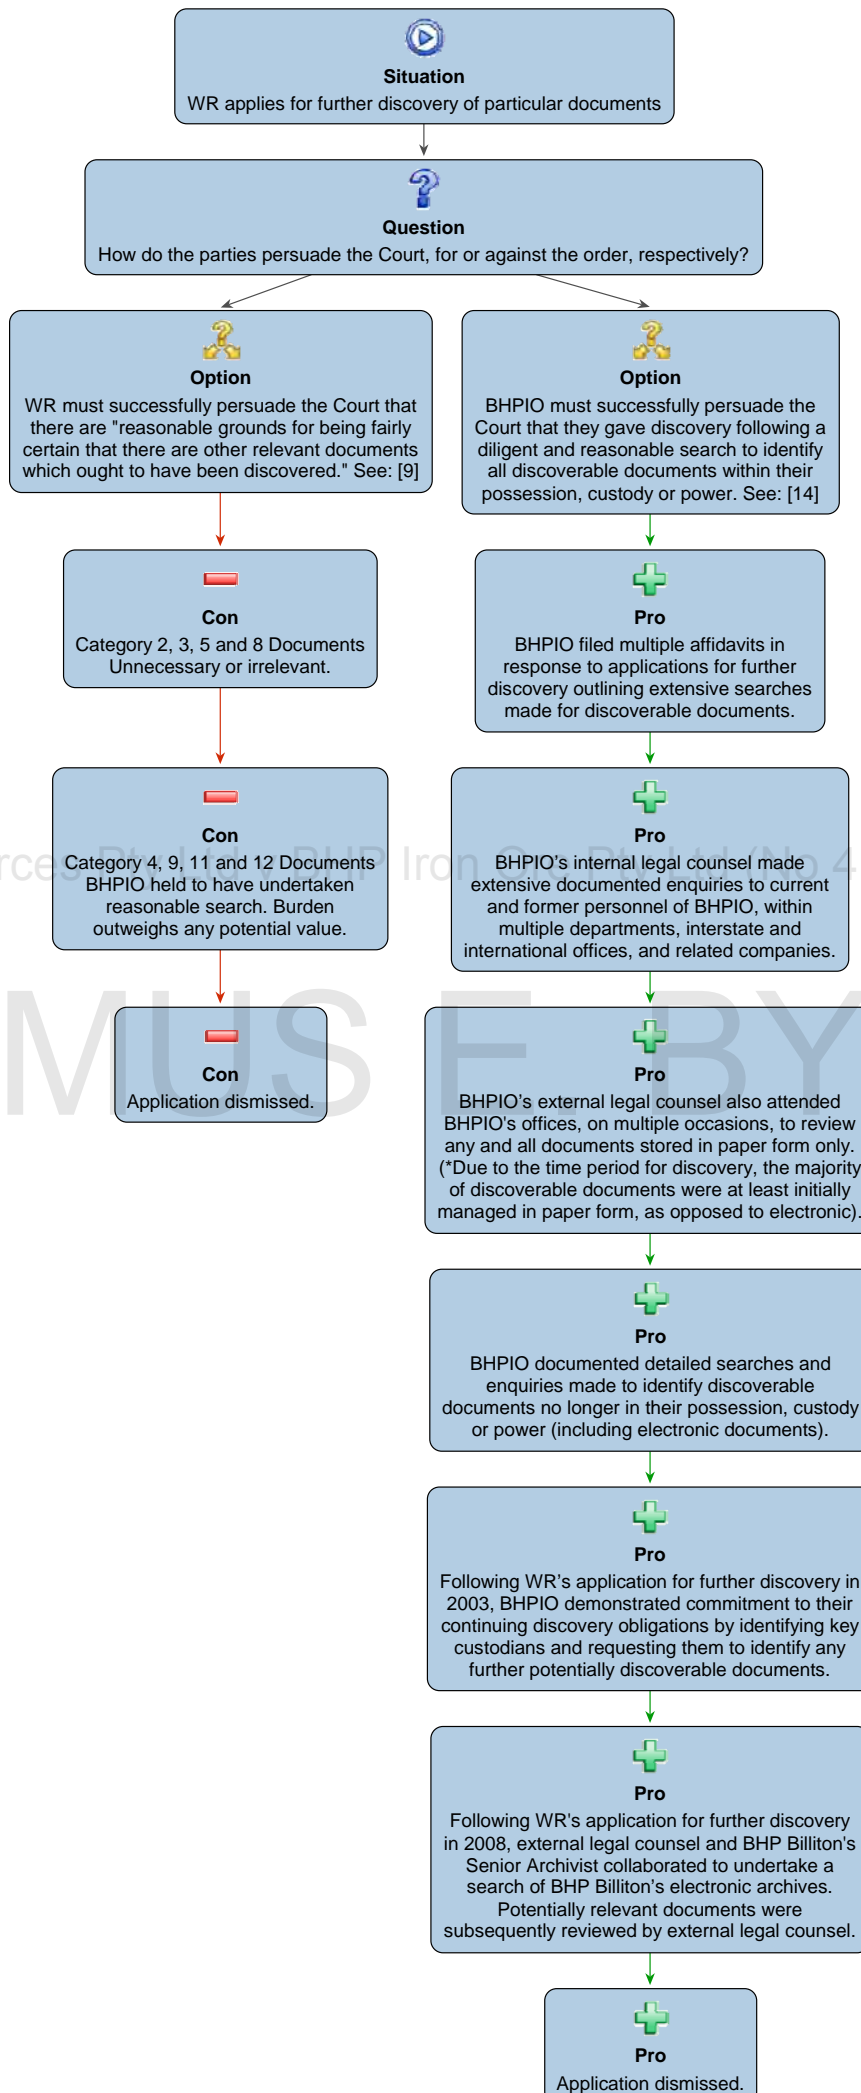 Situation
WR applies for further discovery of particular documents
Question
How do the parties persuade the Court, for or against the order, respectively?
Option
WR must successfully persuade the Court that
there are "reasonable grounds for being fairly
certain that there are other relevant documents
which ought to have been discovered." See: [9]
Con
Category 2, 3, 5 and 8 Documents
Unnecessary or irrelevant.
Con
Category 4, 9, 11 and 12 Documents
BHPIO held to have undertaken
reasonable search. Burden
outweighs any potential value.
Con
Application dismissed.
Option
BHPIO must successfully persuade the
Court that they gave discovery following a
diligent and reasonable search to identify
all discoverable documents within their
possession, custody or power. See: [14]
Pro
BHPIO filed multiple affidavits in
response to applications for further
discovery outlining extensive searches
made for discoverable documents.
Pro
BHPIO's internal legal counsel made
extensive documented enquiries to current
and former personnel of BHPIO, within
multiple departments, interstate and
international offices, and related companies.
Pro
BHPIO's external legal counsel also attended
BHPIO's offices, on multiple occasions, to review
any and all documents stored in paper form only.
(*Due to the time period for discovery, the majority
of discoverable documents were at least initially
managed in paper form, as opposed to electronic).
Pro
BHPIO documented detailed searches and
enquiries made to identify discoverable
documents no longer in their possession, custody
or power (including electronic documents).
Pro
Following WR's application for further discovery in
2003, BHPIO demonstrated commitment to their
continuing discovery obligations by identifying key
custodians and requesting them to identify any
further potentially discoverable documents.
Pro
Following WR's application for further discovery
in 2008, external legal counsel and BHP Billiton's
Senior Archivist collaborated to undertake a
search of BHP Billiton's electronic archives.
Potentially relevant documents were
subsequently reviewed by external legal counsel.
Pro
Application dismissed.
rces Pty Ltd v BHP Iron Ore Pty Ltd (No 4
MUS E. BY